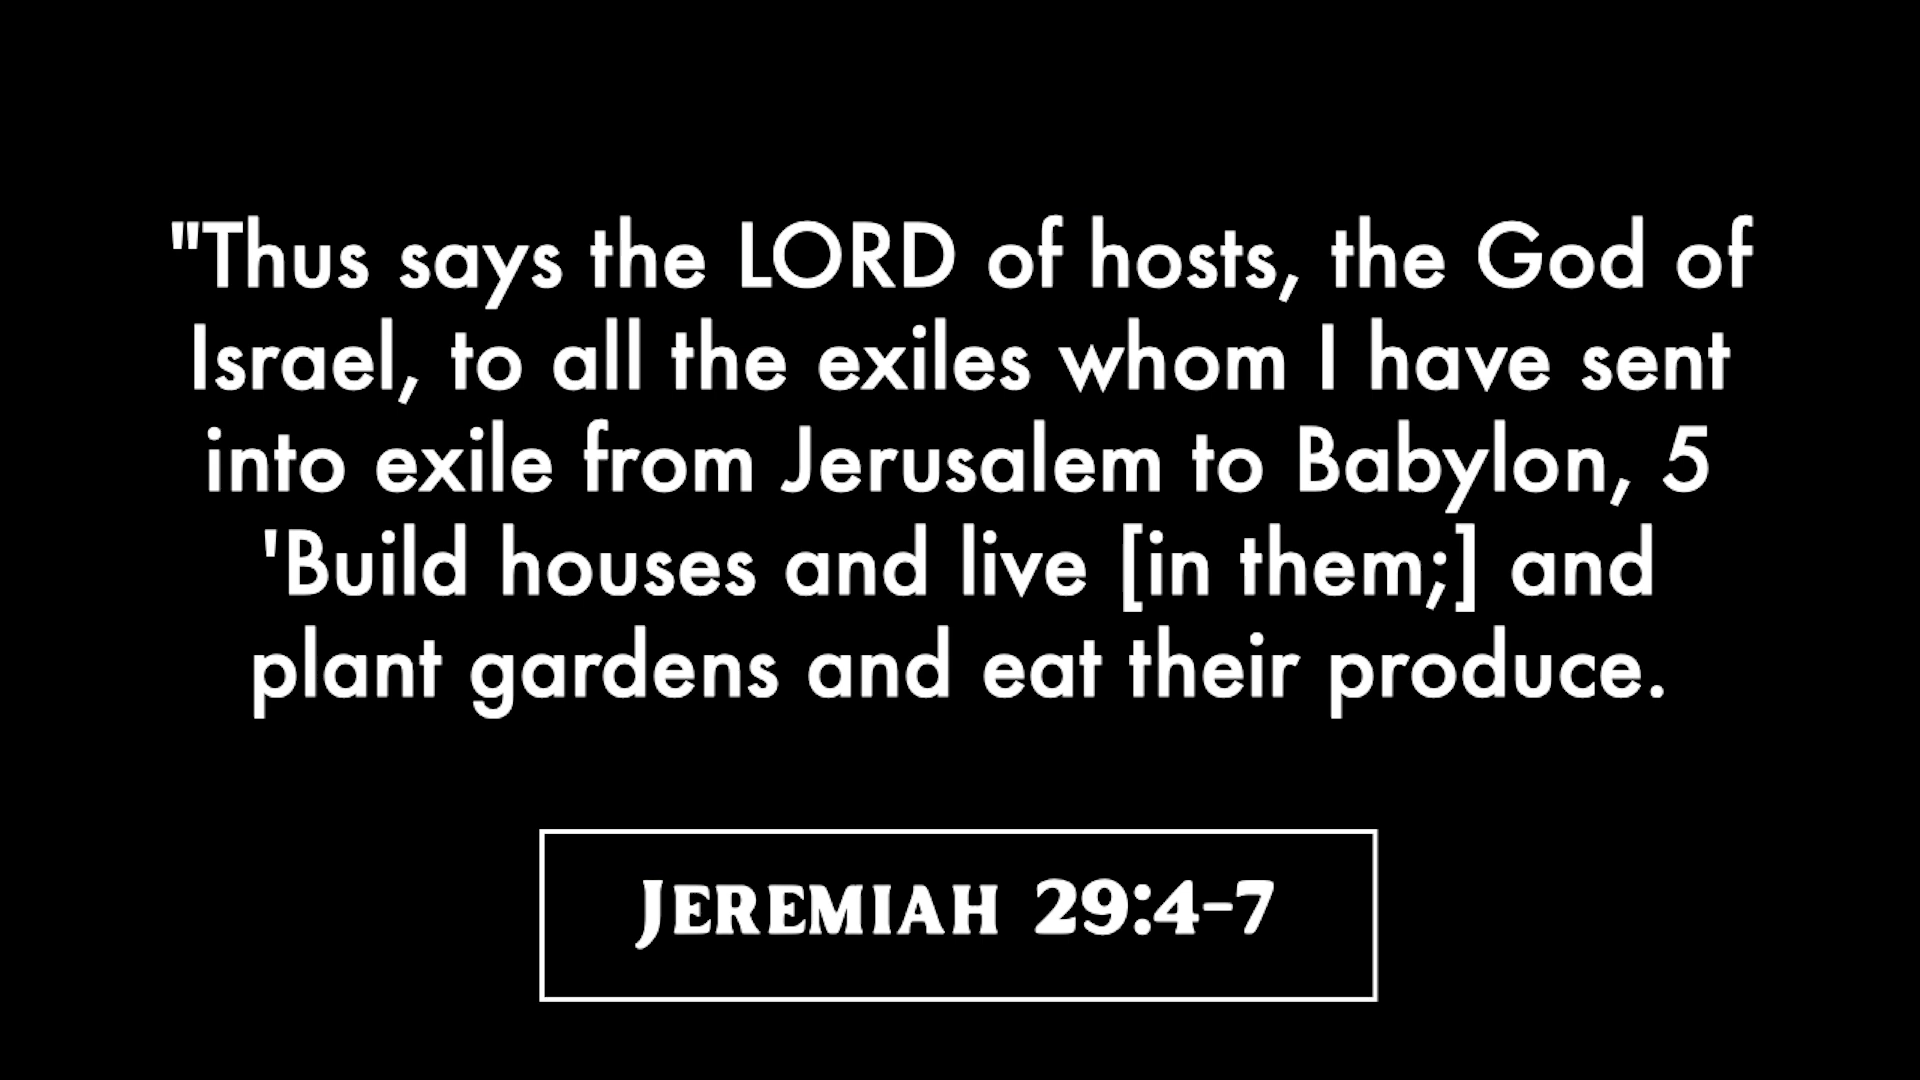 "Thus says the LORD of hosts, the God of
Israel, to all the exiles whom I have sent
into exile from Jerusalem to Babylon, 5
'Build houses and live [in them;] and
plant gardens and eat their produce.
Jeremiah 29:4-7